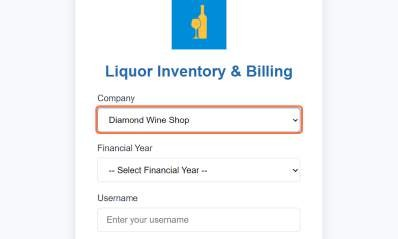 Liquor Inventory & Billing
Company
Diamond Wine Shop
Financial Year
-- Select Financial Year --
Username
Enter your username